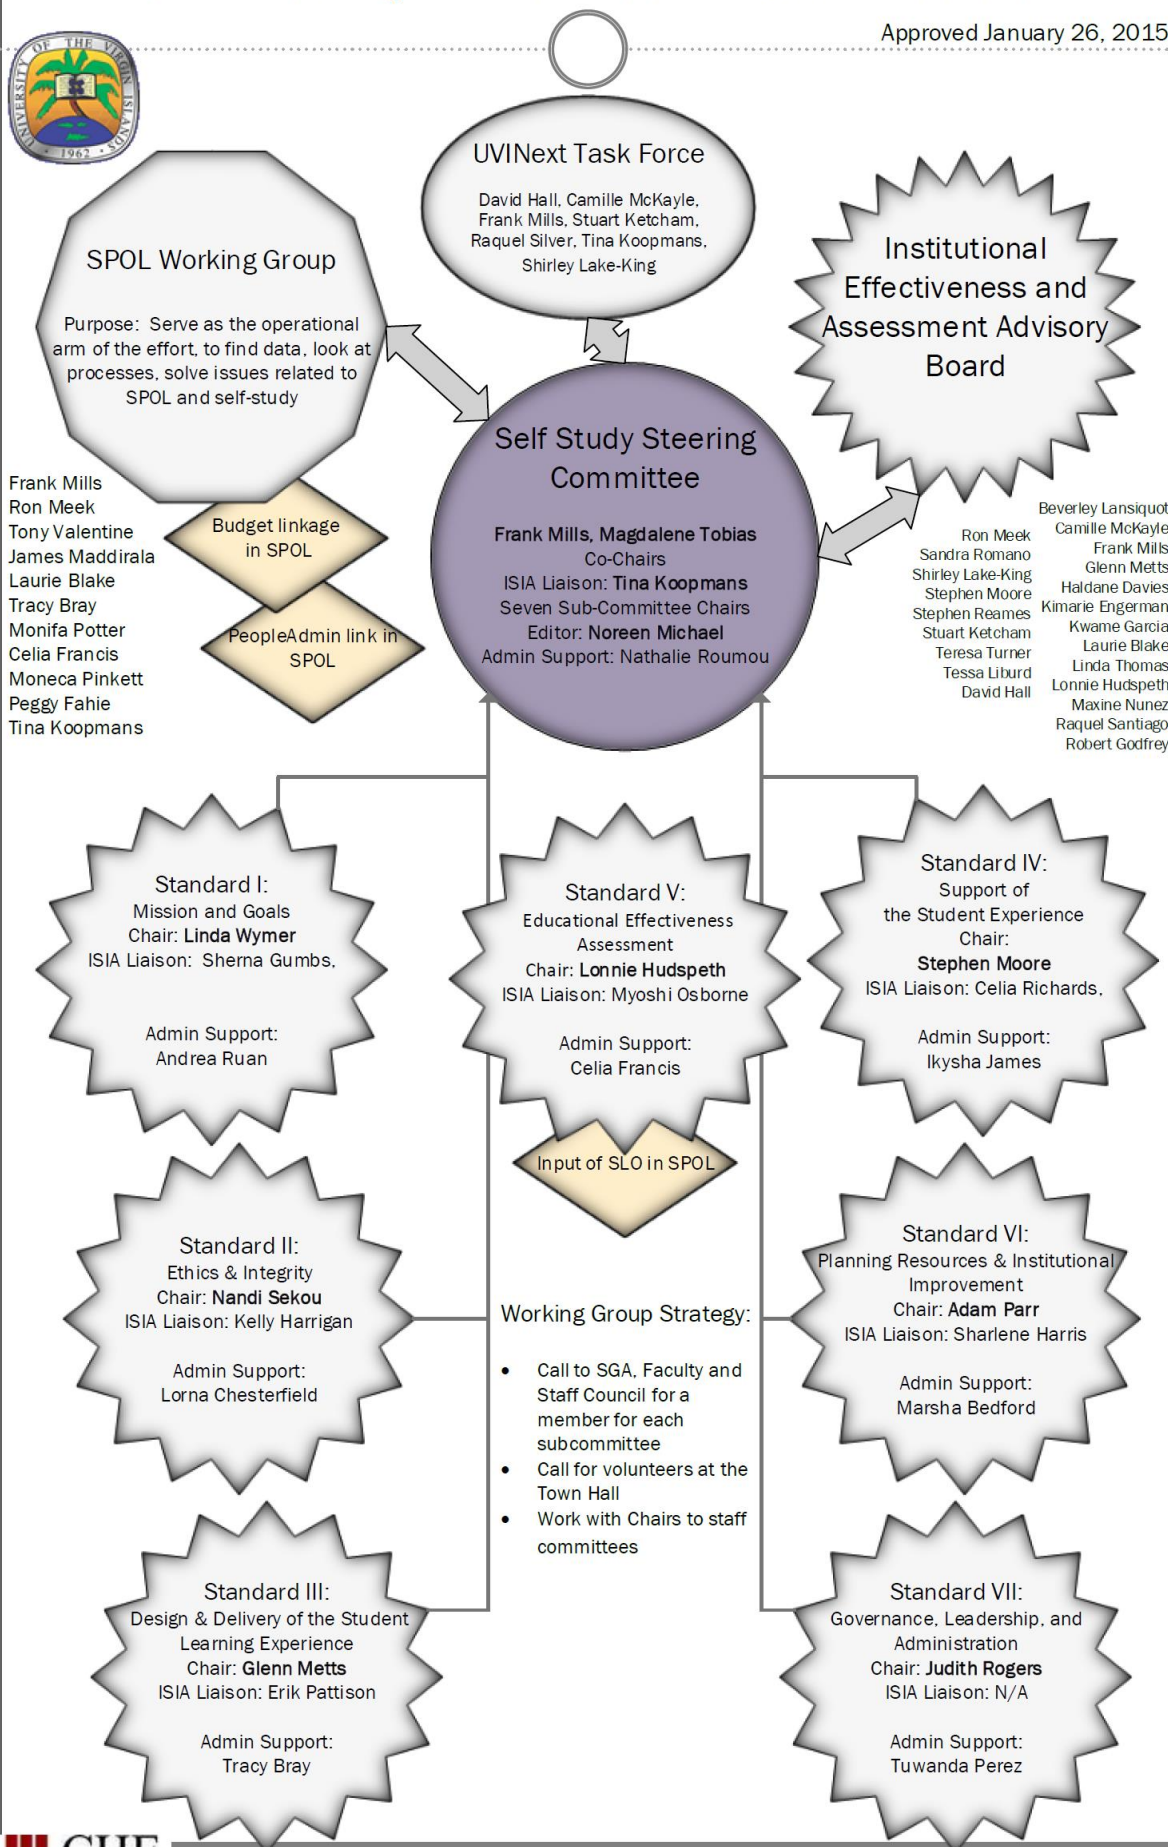 Approved January 26, 2015
UNIVERSITY OF THE VIRGIN ISLANDS
1962
UVINext Task Force
David Hall, Camille McKayle,
Frank Mills, Stuart Ketcham,
Raquel Silver, Tina Koopmans,
Shirley Lake-King
SPOL Working Group
Purpose: Serve as the operational
arm of the effort, to find data, look at
processes, solve issues related to
SPOL and self-study
Institutional
Effectiveness and
Assessment Advisory
Board
Self Study Steering
Committee
Frank Mills, Magdalene Tobias
Co-Chairs
ISIA Liaison: Tina Koopmans
Seven Sub-Committee Chairs
Editor: Noreen Michael
Admin Support: Nathalie Roumou
Frank Mills
Ron Meek
Tony Valentine
James Maddirala
Laurie Blake
Tracy Bray
Monifa Potter
Celia Francis
Moneca Pinkett
Peggy Fahie
Tina Koopmans
Budget linkage
in SPOL
PeopleAdmin link in
SPOL
Ron Meek
Sandra Romano
Shirley Lake-King
Stephen Moore
Stephen Reames
Stuart Ketcham
Teresa Turner
Tessa Liburd
David Hall
Beverley Lansiquot
Camille McKayle
Frank Mills
Glenn Metts
Haldane Davies
Kimarie Engerman
Kwame Garcia
Laurie Blake
Linda Thomas
Lonnie Hudspeth
Maxine Nunez
Raquel Santiago
Robert Godfrey
Standard I:
Mission and Goals
Chair: Linda Wymer
ISIA Liaison: Sherna Gumbs,
Admin Support:
Andrea Ruan
Standard V:
Educational Effectiveness
Assessment
Chair: Lonnie Hudspeth
ISIA Liaison: Myoshi Osborne
Admin Support:
Celia Francis
Input of SLO in SPOL
Standard IV:
Support of
the Student Experience
Chair:
Stephen Moore
ISIA Liaison: Celia Richards,
Admin Support:
Ikysha James
Standard II:
Ethics & Integrity
Chair: Nandi Sekou
ISIA Liaison: Kelly Harrigan
Admin Support:
Lorna Chesterfield
Working Group Strategy:
• Call to SGA, Faculty and
Staff Council for a
member for each
subcommittee
• Call for volunteers at the
Town Hall
• Work with Chairs to staff
committees
Standard VI:
Planning Resources & Institutional
Improvement
Chair: Adam Parr
ISIA Liaison: Sharlene Harris
Admin Support:
Marsha Bedford
Standard III:
Design & Delivery of the Student
Learning Experience
Chair: Glenn Metts
ISIA Liaison: Erik Pattison
Admin Support:
Tracy Bray
Standard VII:
Governance, Leadership, and
Administration
Chair: Judith Rogers
ISIA Liaison: N/A
Admin Support:
Tuwanda Perez